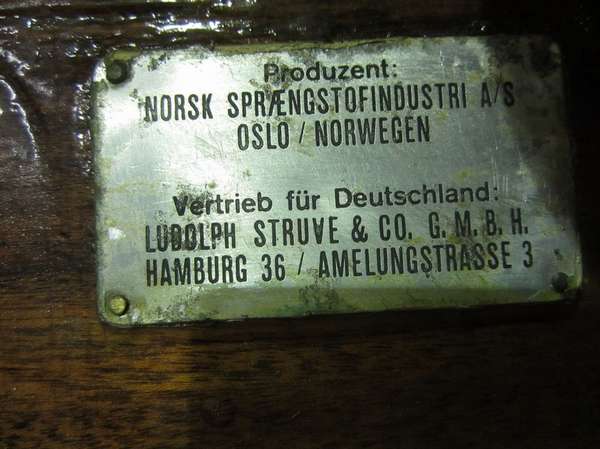 Produzent:
NORSK SPRÆNGSTOFINDUSTRI A/S
OSLO / NORWEGEN
Vertrieb für Deutschland:
LUDOLPH STRUVE & CO. G. M. B. H.
HAMBURG 36 / AMELUNGSTRASSE 3